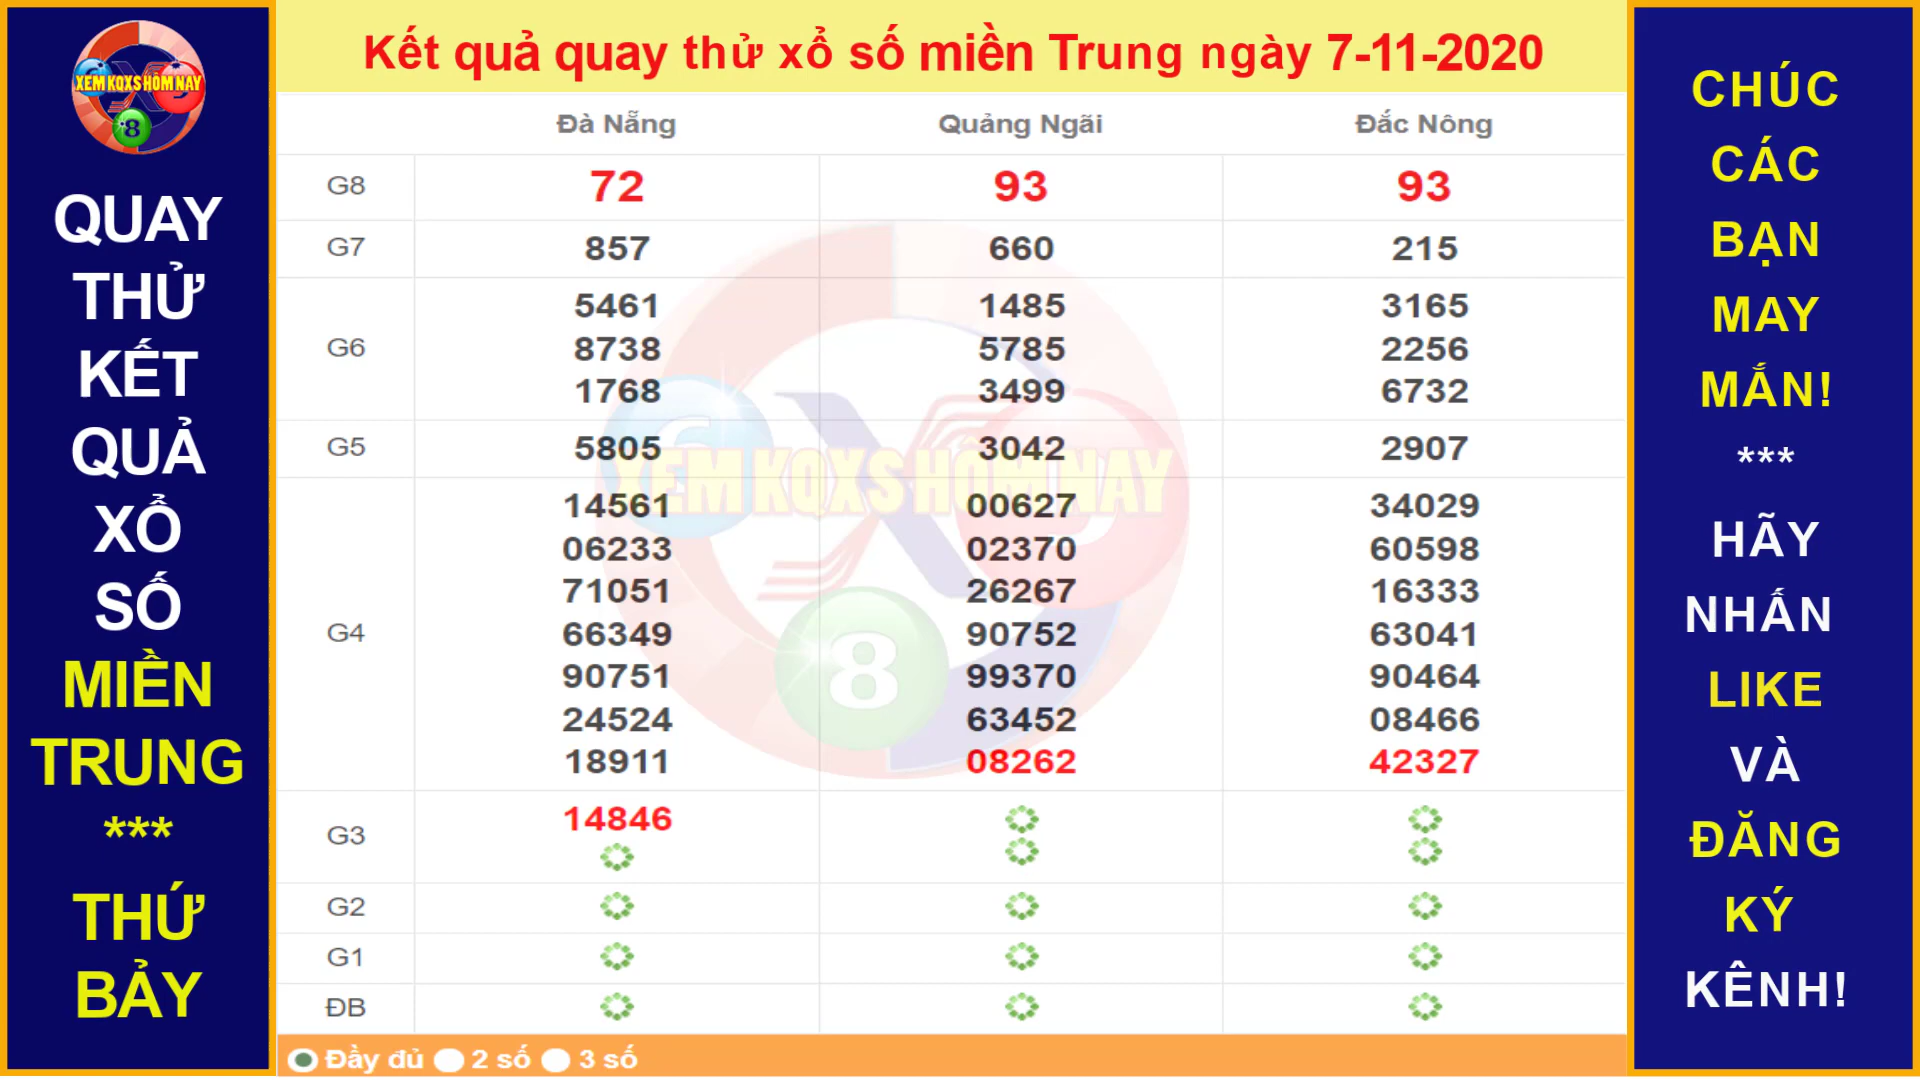 XEM KQXS HÔM NAY
8
QUAY
THỬ
KẾT
QUẢ
XỔ
SỐ
MIỀN
TRUNG
***
THỨ
BẢY
Kết quả quay thử xổ số miền Trung ngày 7-11-2020
Đà Nẵng Quảng Ngãi Đắc Nông
G8 72 93 93
G7 857 660 215
G6
5461 1485 3165
8738 5785 2256
1768 3499 6732
G5 5805 3042 2907
G4
14561 00627 34029
06233 02370 60598
71051 26267 16333
66349 90752 63041
90751 99370 90464
24524 63452 08466
18911 08262 42327
G3
14846
G2
G1
ĐB
XEM KQXS HÔM NAY
6
8
Đầy đủ 2 số 3 số
CHÚC
CÁC
BẠN
MAY
MẮN!
***
HÃY
NHẤN
LIKE
VÀ
ĐĂNG
KÝ
KÊNH!